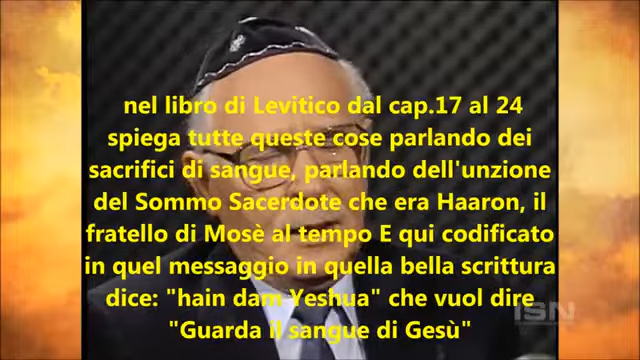 nel libro di Levitico dal cap.17 al 24
spiega tutte queste cose parlando dei
sacrifici di sangue, parlando dell'unzione
del Sommo Sacerdote che era Haaron, il
fratello di Mosè al tempo E qui codificato
in quel messaggio in quella bella scrittura
dice: "hain dam Yeshua" che vuol dire
"Guarda il sangue di Gesù"
ISN